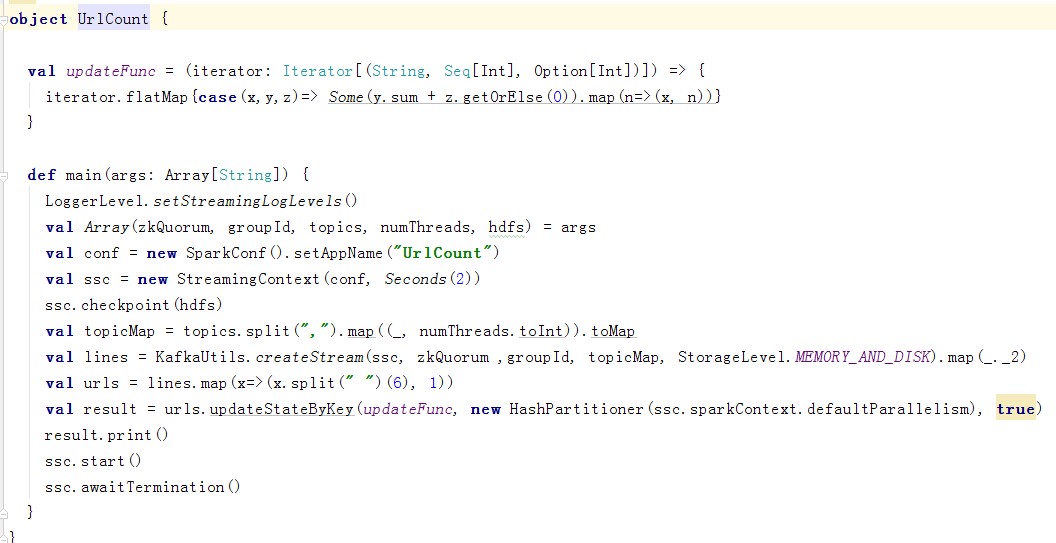 object UrlCount {
val updateFunc = (iterator: Iterator[(String, Seq[Int], Option[Int])]) => {
iterator.flatMap{case(x,y,z)=> Some(y.sum + z.getOrElse(0)).map(n=>(x, n))}
}
def main(args: Array[String]) {
LoggerLevel.setStreamingLogLevels()
val Array(zkQuorum, groupId, topics, numThreads, hdfs) = args
val conf = new SparkConf().setAppName("UrlCount")
val ssc = new StreamingContext(conf, Seconds(2))
ssc.checkpoint(hdfs)
val topicMap = topics.split(",").map((_, numThreads.toInt)).toMap
val lines = KafkaUtils.createStream(ssc, zkQuorum ,groupId, topicMap, StorageLevel.MEMORY_AND_DISK).map(_._2)
val urls = lines.map(x=>(x.split(" ")(6), 1))
val result = urls.updateStateByKey(updateFunc, new HashPartitioner(ssc.sparkContext.defaultParallelism), true)
result.print()
ssc.start()
ssc.awaitTermination()
}
}